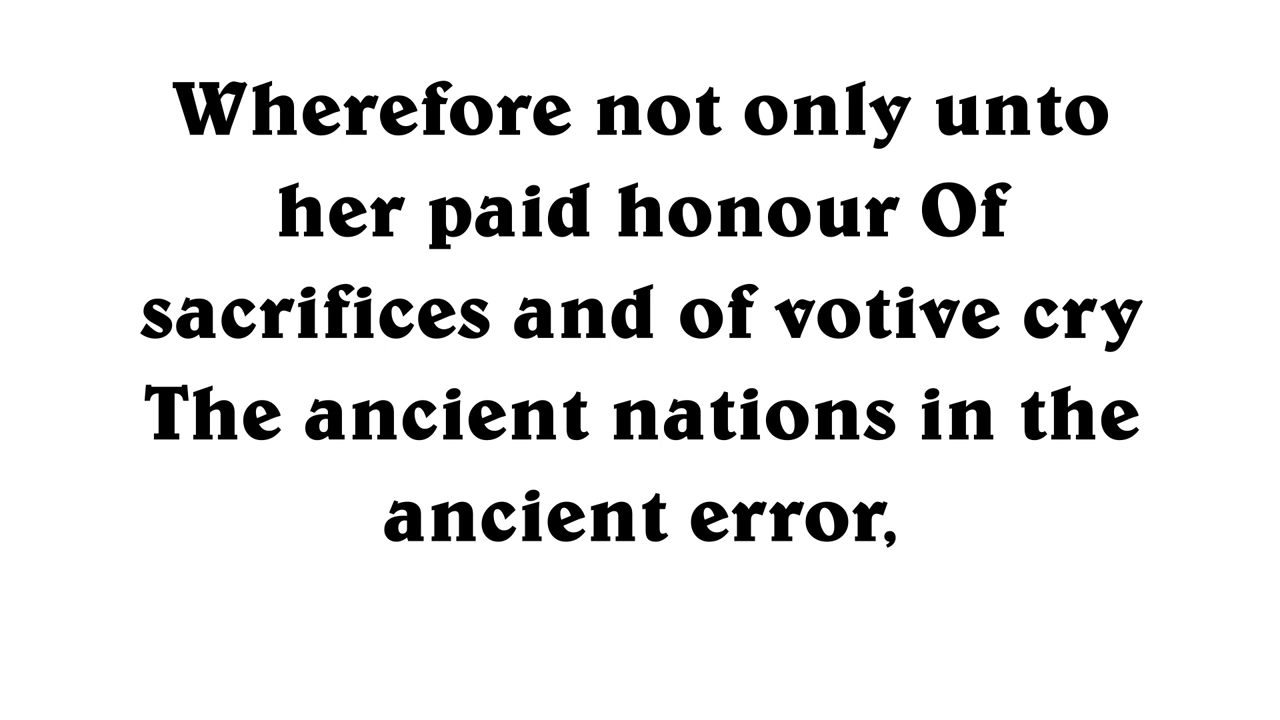 Wherefore not only unto
her paid honour Of
sacrifices and of votive cry
The ancient nations in the
ancient error,